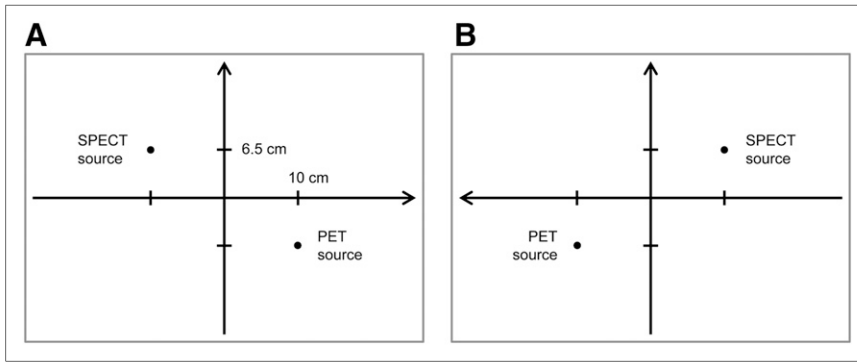 A
SPECT
source
6.5 cm
10 cm
PET
source
B
SPECT
source
PET
source